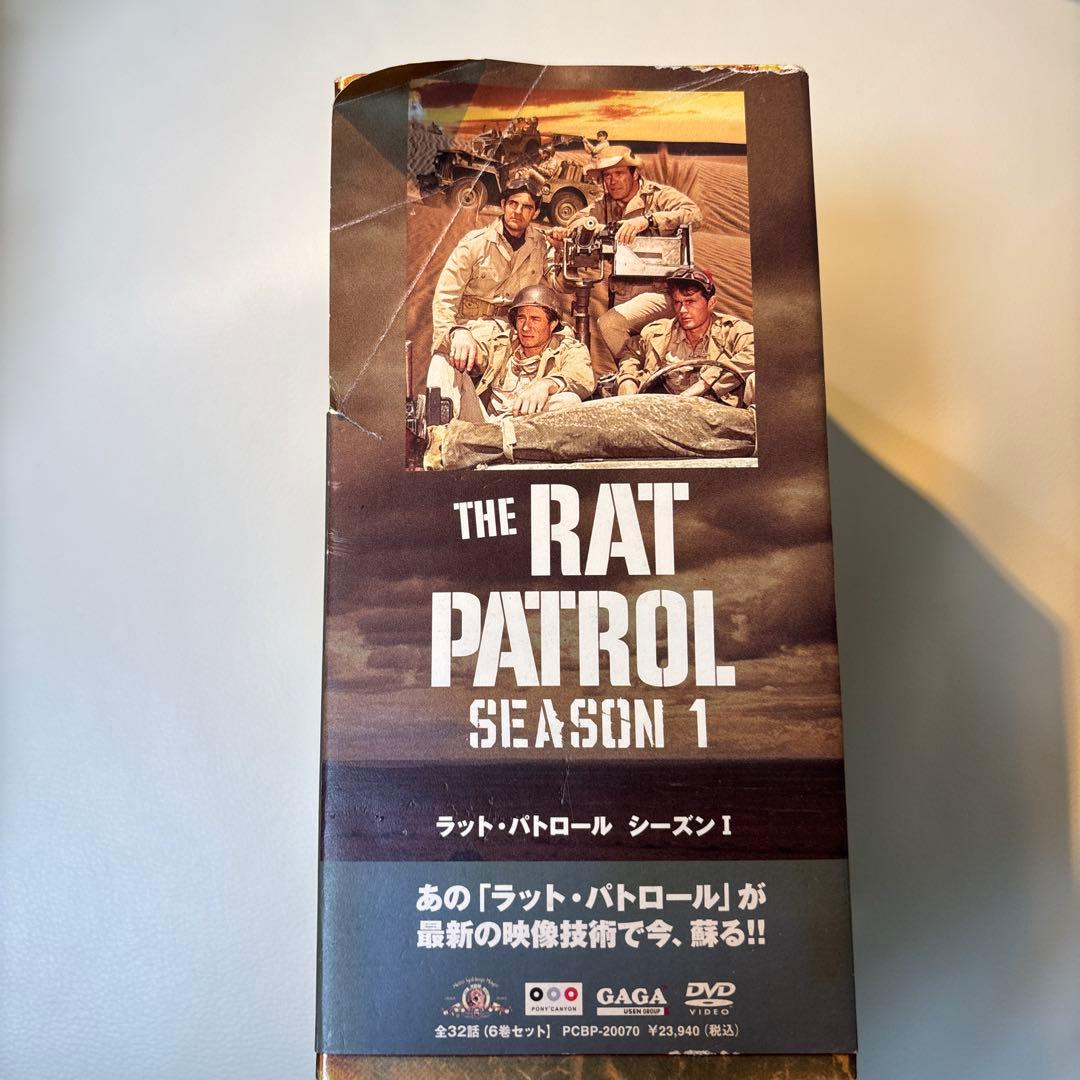 THE RAT
PATROL
SEASON 1
ラット・パトロール シーズンI
あの「ラット・パトロール」が
最新の映像技術で今、蘇る!!
PONY CANYON
GAGA
USEN GROUP
DVD
VIDEO
全32話(6巻セット) PCBP-20070 ¥23,940(税込)